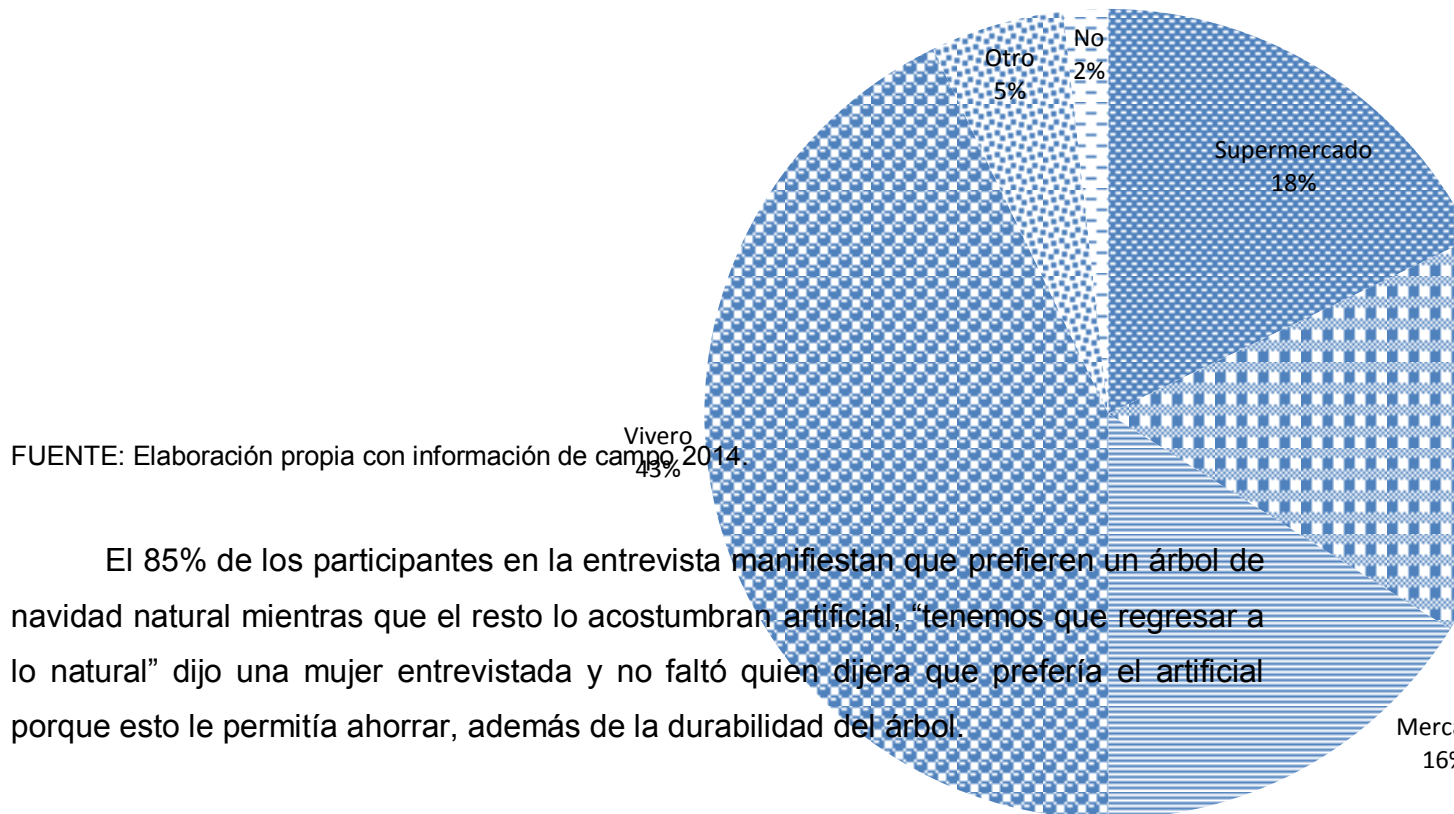 No
2%
Otro
5%
Supermercado
18%
Vivero
43%
FUENTE: Elaboración propia con información de campo 2014.
El 85% de los participantes en la entrevista manifiestan que prefieren un árbol de
navidad natural mientras que el resto lo acostumbran artificial, “tenemos que regresar a
lo natural” dijo una mujer entrevistada y no faltó quien dijera que prefería el artificial
porque esto le permitía ahorrar, además de la durabilidad del árbol.
16%